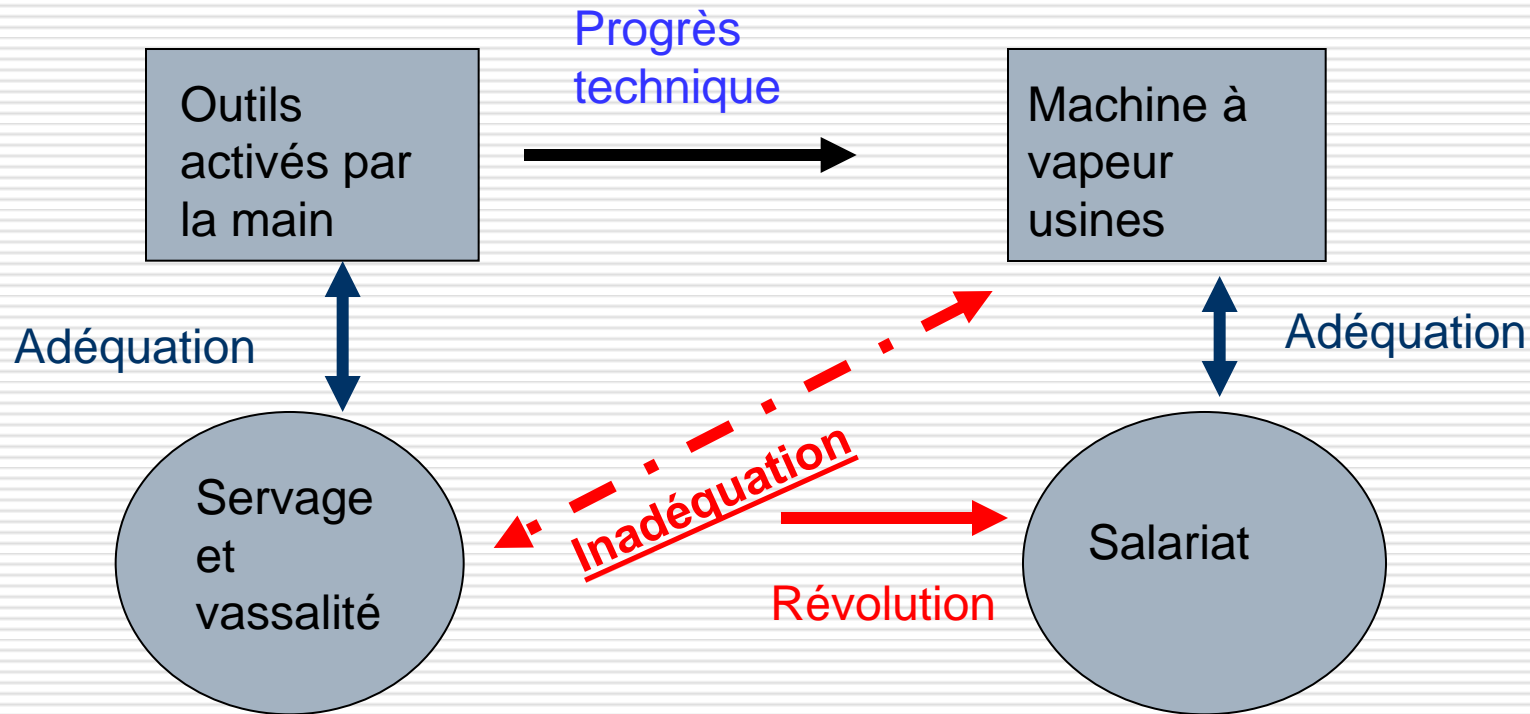 Progrès
technique
Outils
activés par
la main
Machine à
vapeur
usines
Adéquation
Adéquation
Inadéquation
Servage
et
vassalité
Révolution
Salariat